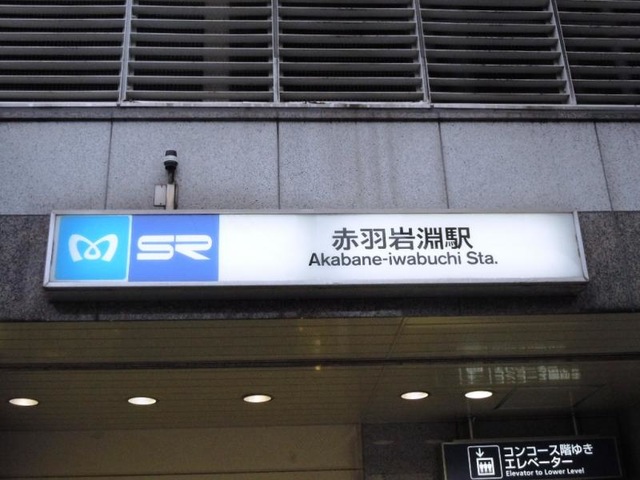 SR
赤羽岩淵駅
Akabane-iwabuchi Sta.
コンコース階ゆき
エレベーター
Elevator to Lower Level